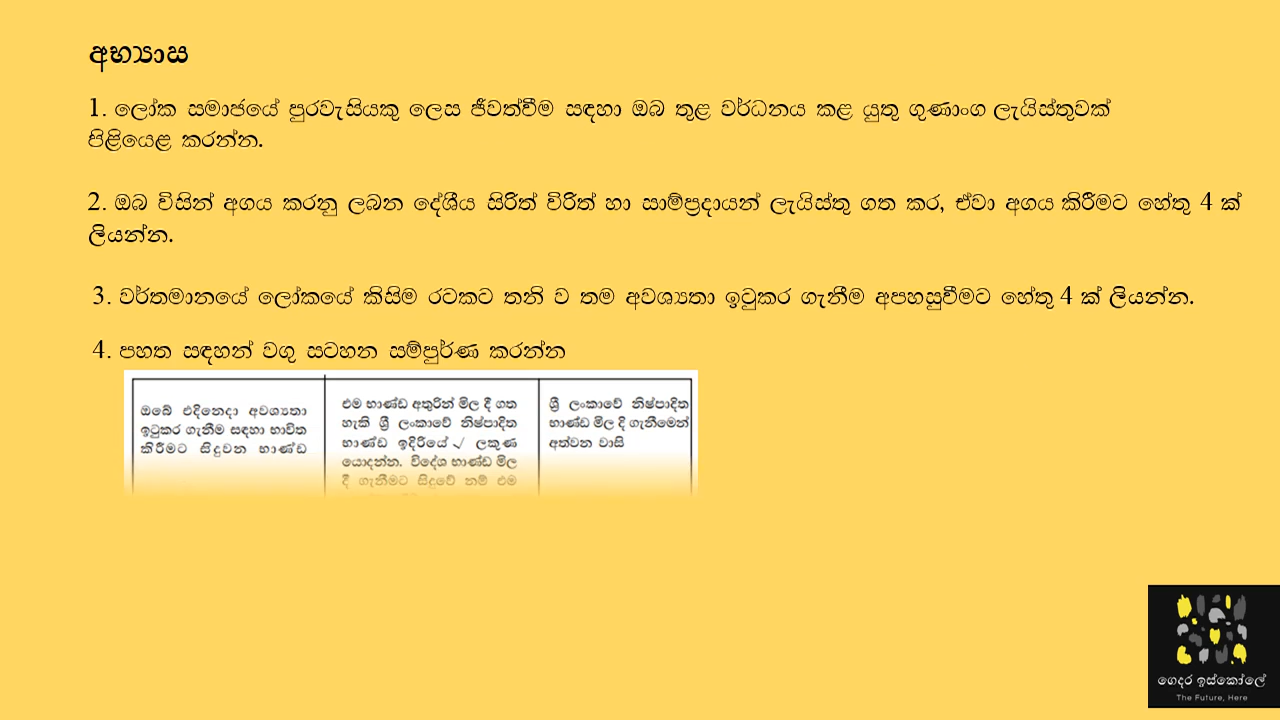 අභ්‍යාස
1. ලෝක සමාජයේ පුරවැසියකු ලෙස ජීවත්වීම සඳහා ඔබ තුළ වර්ධනය කළ යුතු ගුණාංග ලැයිස්තුවක්
පිළියෙළ කරන්න.
2. ඔබ විසින් අගය කරනු ලබන දේශීය සිරිත් විරිත් හා සාම්ප්‍රදායන් ලැයිස්තු ගත කර, ඒවා අගය කිරීමට හේතු 4 ක්
ලියන්න.
3. වර්තමානයේ ලෝකයේ කිසිම රටකට තනි ව තම අවශ්‍යතා ඉටුකර ගැනීම අපහසුවීමට හේතු 4 ක් ලියන්න.
4. පහත සඳහන් වගු සටහන සම්පුර්ණ කරන්න
ඔබේ එදිනෙදා අවශ්‍යතා
ඉටුකර ගැනීම සඳහා භාවිත
කිරීමට සිදුවන භාණ්ඩ
එම භාණ්ඩ අතුරින් මිල දී ගත
හැකි ශ්‍රී ලංකාවේ නිෂ්පාදිත
භාණ්ඩ ඉදිරියේ ✓ ලකුණ
යොදන්න. විදේශ භාණ්ඩ මිල
දී ගැනීමට සිදුවේ නම් එම
ශ්‍රී ලංකාවේ නිෂ්පාදිත
භාණ්ඩ මිල දි ගැනීමෙන්
අත්වන වාසි
ගෙදර ඉස්කෝලේ
The Future, Here